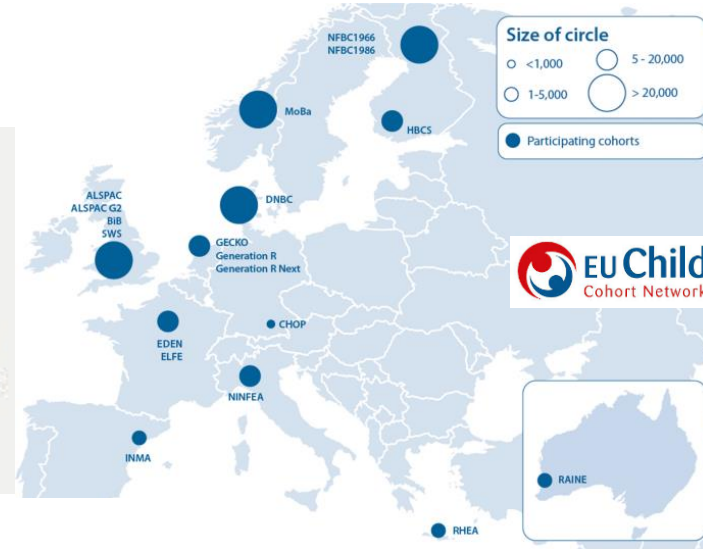 NFBC1966
NFBC1986
Size of circle
<1,000
5 - 20,000
1-5,000
> 20,000
Participating cohorts
MoBa
HBCS
ALSPAC
ALSPAC G2
BiB
SWS
DNBC
GECKO
Generation R
Generation R Next
EU Child
Cohort Network
EDEN
ELFE
CHOP
NINFEA
INMA
RAINE
RHEA